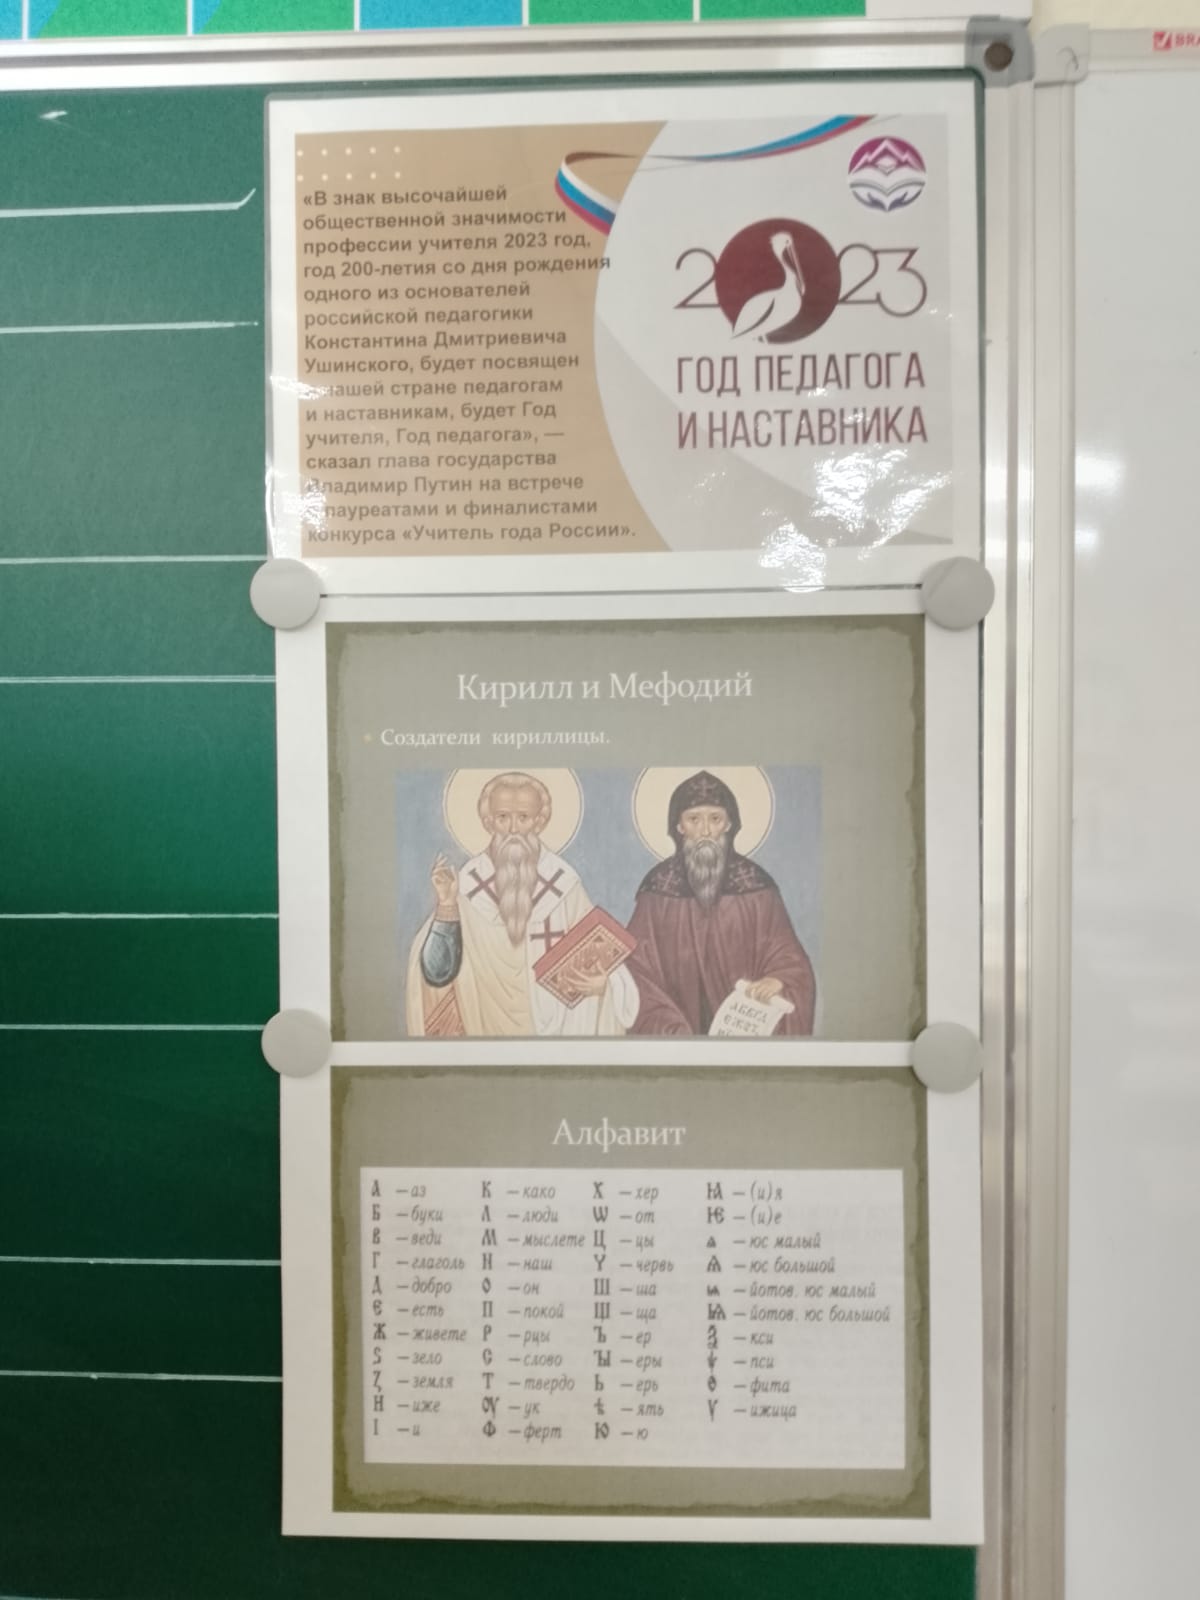 BRA
«В знак высочайшей
общественной значимости
профессии учителя 2023 год,
год 200-летия со дня рождения
одного из основателей
российской педагогики
Константина Дмитриевича
Ушинского, будет посвящен
нашей стране педагогам
и наставникам, будет Год
учителя, Год педагога», —
сказал глава государства
Владимир Путин на встрече
лауреатами и финалистами
конкурса «Учитель года России».
2023
ГОД ПЕДАГОГА
И НАСТАВНИКА
Кирилл и Мефодий
Создатели кириллицы.
Алфавит
А – аз
Б – буки
В – веди
Г – глаголь
Д – добро
Є – есть
Ж – живете
Ѕ – зело
Ꙁ – земля
Н – иже
І – и
К – како
Л – люди
М – мыслете
N – наш
О – он
П – покой
Р – рцы
С – слово
Т – твердо
Ѹ – ук
Ф – ферт
Х – хер
Ѡ – от
Ц – цы
Ч – червь
Ш – ша
Щ – ща
Ъ – ер
Ы – еры
Ь – ерь
Ѣ – ять
Ю – ю
Ꙗ – (и)я
Ѥ – (и)е
Ѧ – юс малый
Ѫ – юс большой
Ѩ – йотов. юс малый
Ѭ – йотов. юс большой
Ѯ – кси
Ѱ – пси
Ѳ – фита
Ѵ – ижица